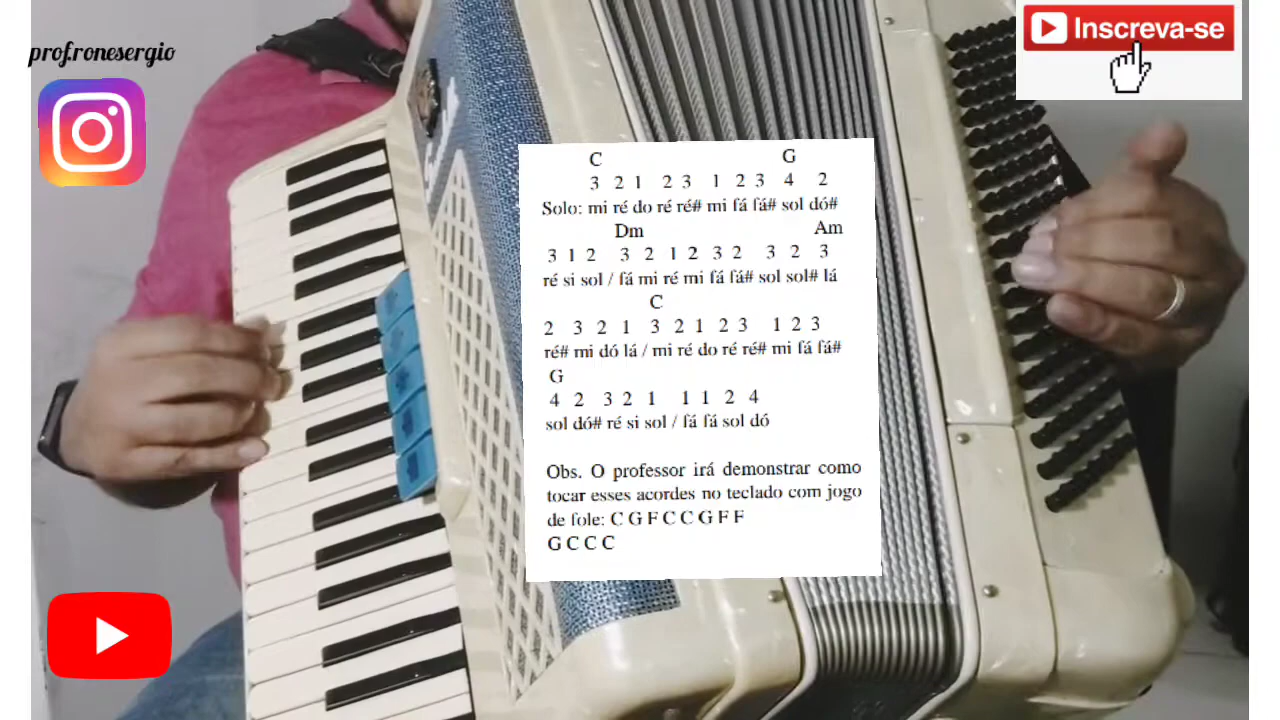 prof.ronesergio
Inscreva-se
C G
3 2 1 2 3 1 2 3 4 2
Solo: mi ré do ré ré# mi fá fá# sol dó#
Dm Am
3 1 2 3 2 1 2 3 2 3 2 3
ré si sol / fá mi ré mi fá fá# sol sol# lá
C
2 3 2 1 3 2 1 2 3 1 2 3
ré# mi dó lá / mi ré do ré ré# mi fá fá#
G
4 2 3 2 1 1 1 2 4
sol dó# ré si sol / fá fá sol dó
Obs. O professor irá demonstrar como
tocar esses acordes no teclado com jogo
de fole: C G F C C G F F
G C C C